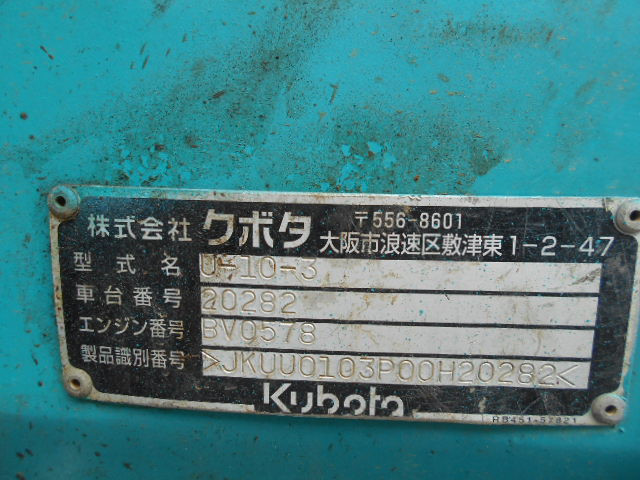 株式会社 クボタ 〒556-8601
大阪市浪速区敷津東1-2-47
型式名 U-10-3
車台番号 20282
エンジン番号 BV0578
製品識別番号 >JKUU0103P00H20282<
Kubota
RB451-57821